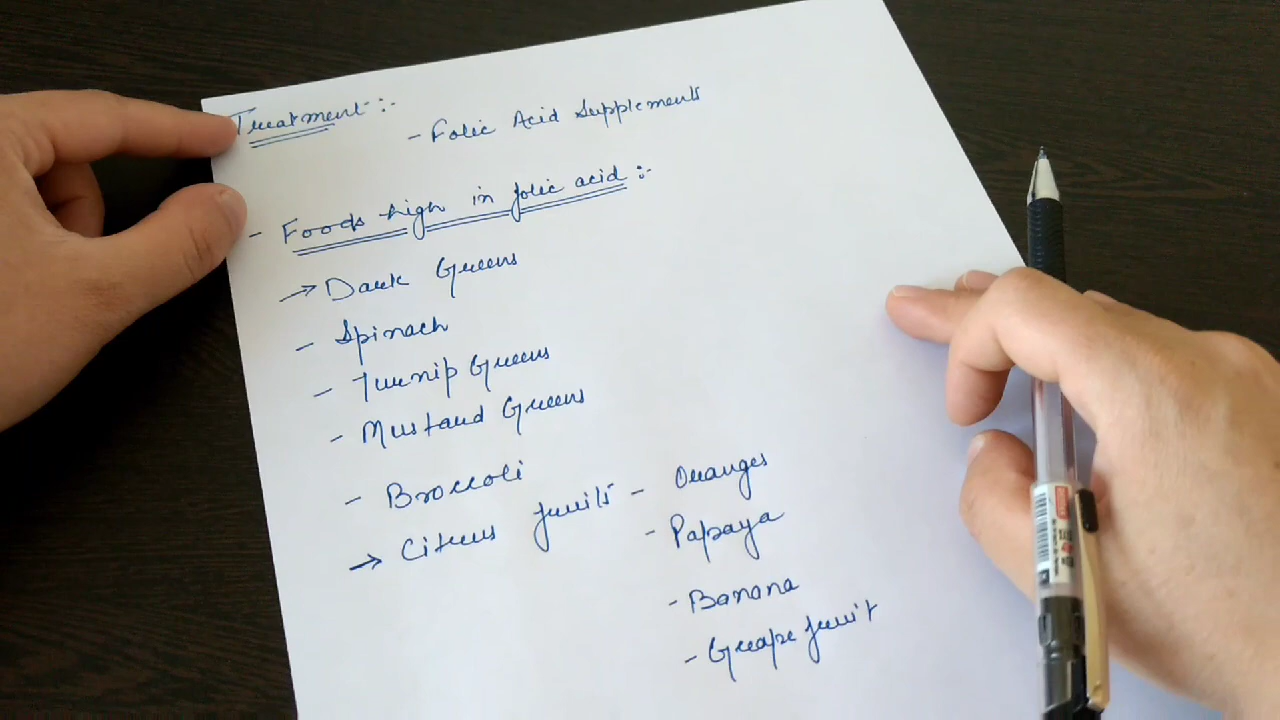 Treatment :-
- Folic Acid Supplements
- Foods high in folic acid :-
→ Dark Greens
- Spinach
- Turnip Greens
- Mustard Greens
- Broccoli
→ Citrus fruits - Oranges
- Papaya
- Banana
- Grape fruit